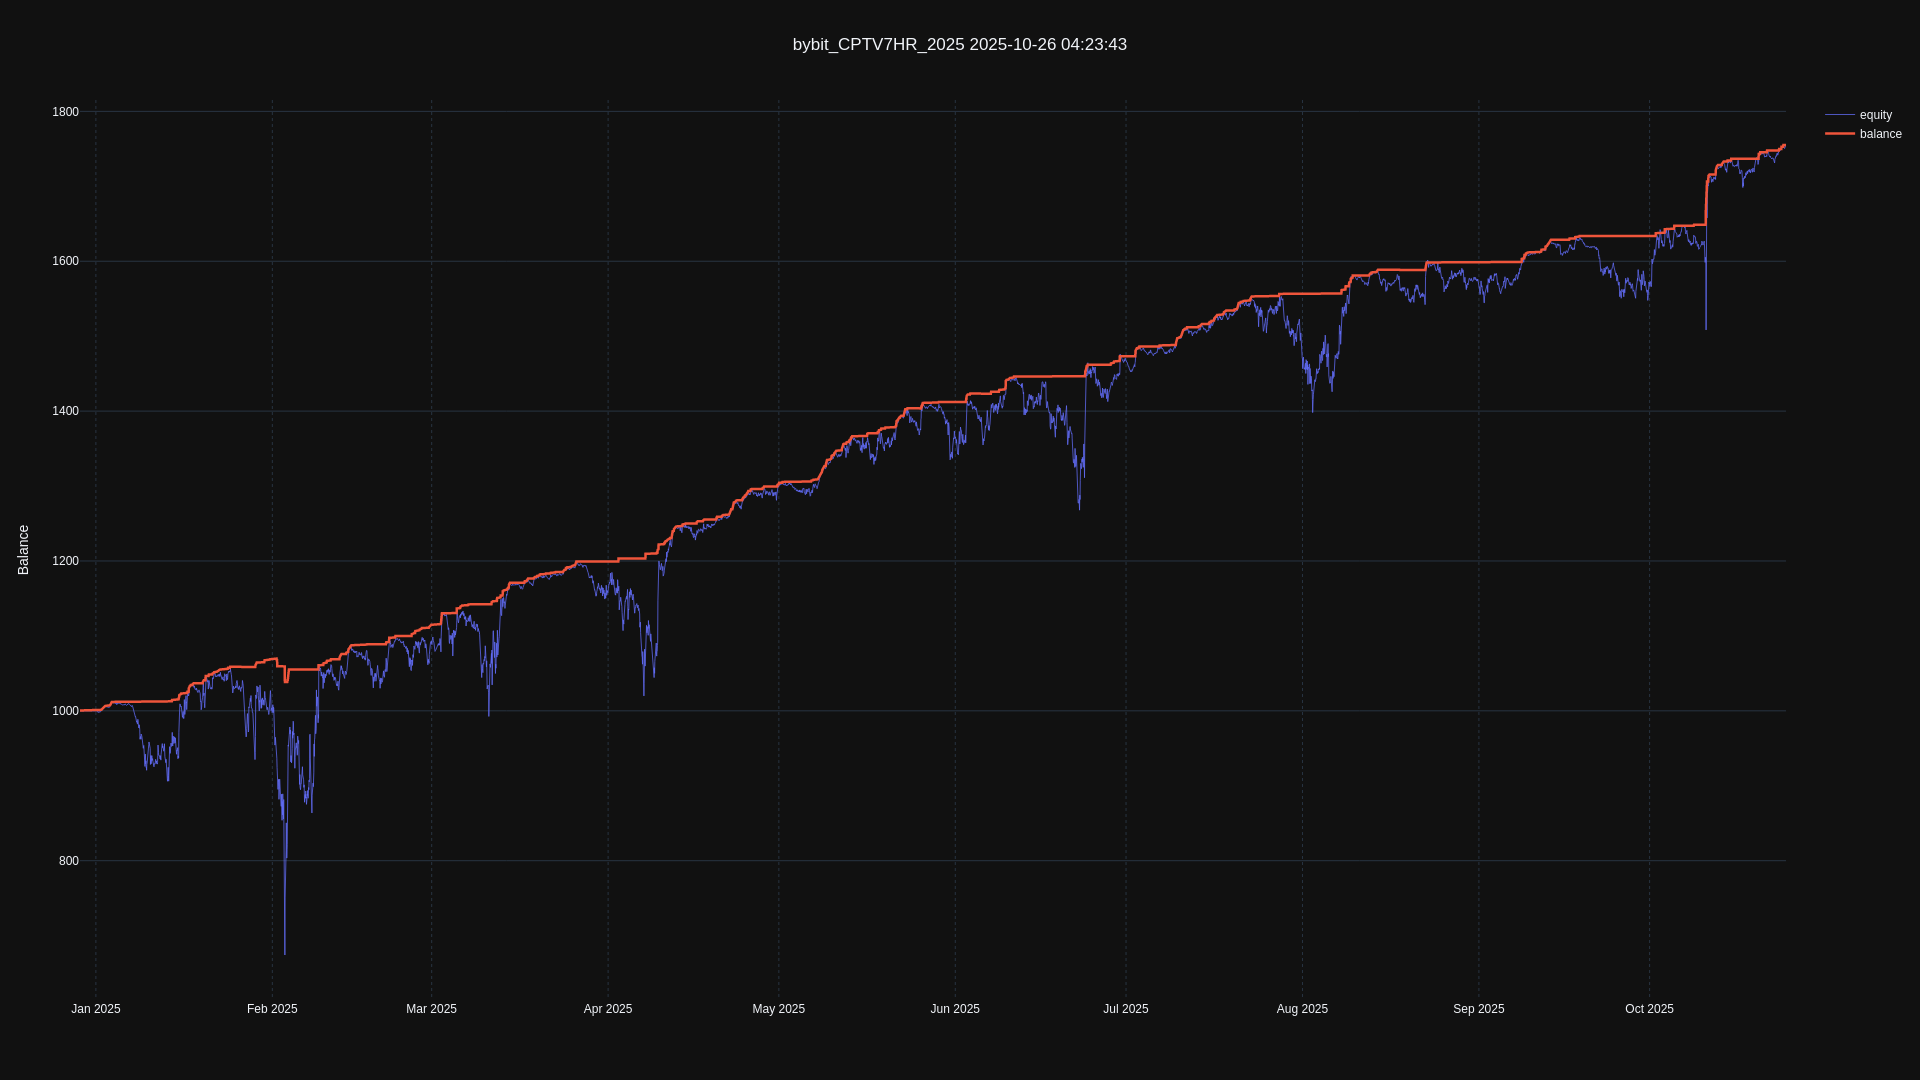 bybit_CPTV7HR_2025 2025-10-26 04:23:43
equity
balance
Balance
1800
1600
1400
1200
1000
800
Jan 2025
Feb 2025
Mar 2025
Apr 2025
May 2025
Jun 2025
Jul 2025
Aug 2025
Sep 2025
Oct 2025